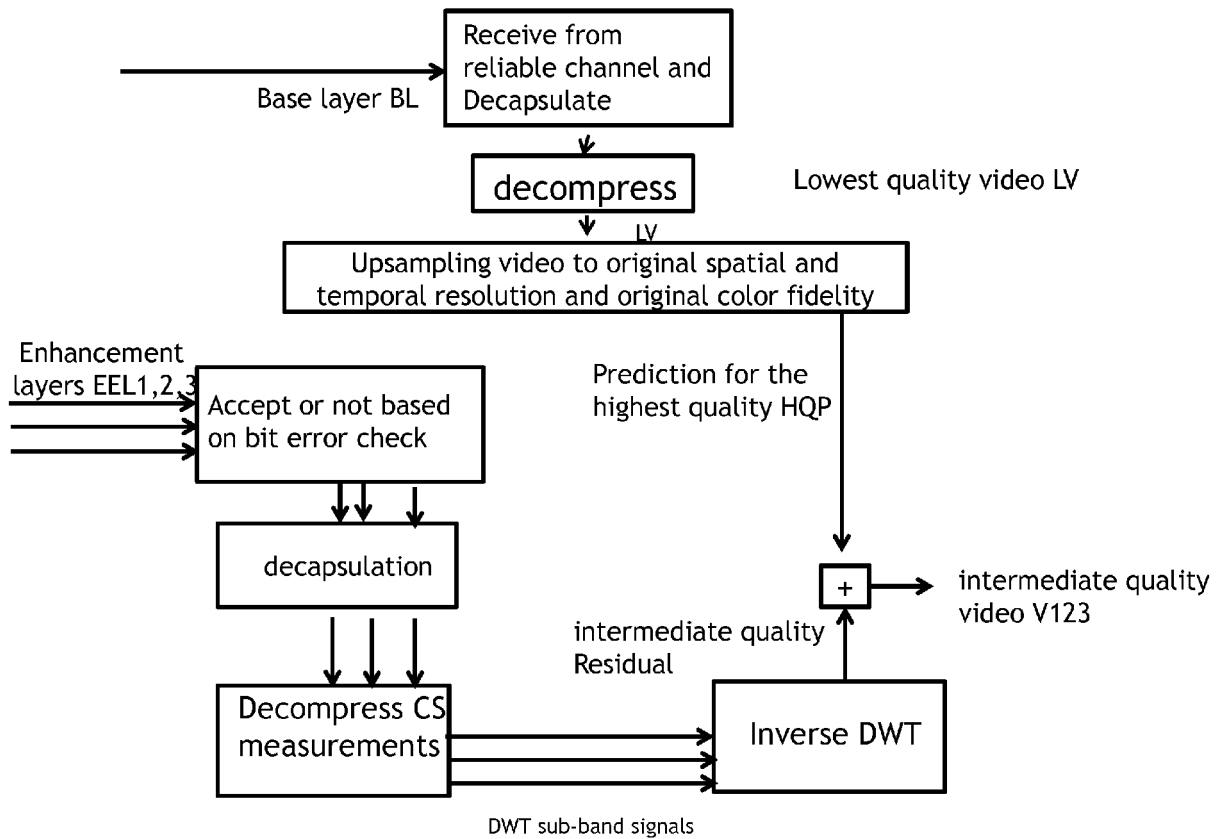 Receive from
reliable channel and
Decapsulate
Base layer BL
decompress
Lowest quality video LV
LV
Upsampling video to original spatial and
temporal resolution and original color fidelity
Enhancement
layers EEL1,2,3
Accept or not based
on bit error check
Prediction for the
highest quality HQP
decapsulation
+
intermediate quality
video V123
intermediate quality
Residual
Decompress CS
measurements
Inverse DWT
DWT sub-band signals